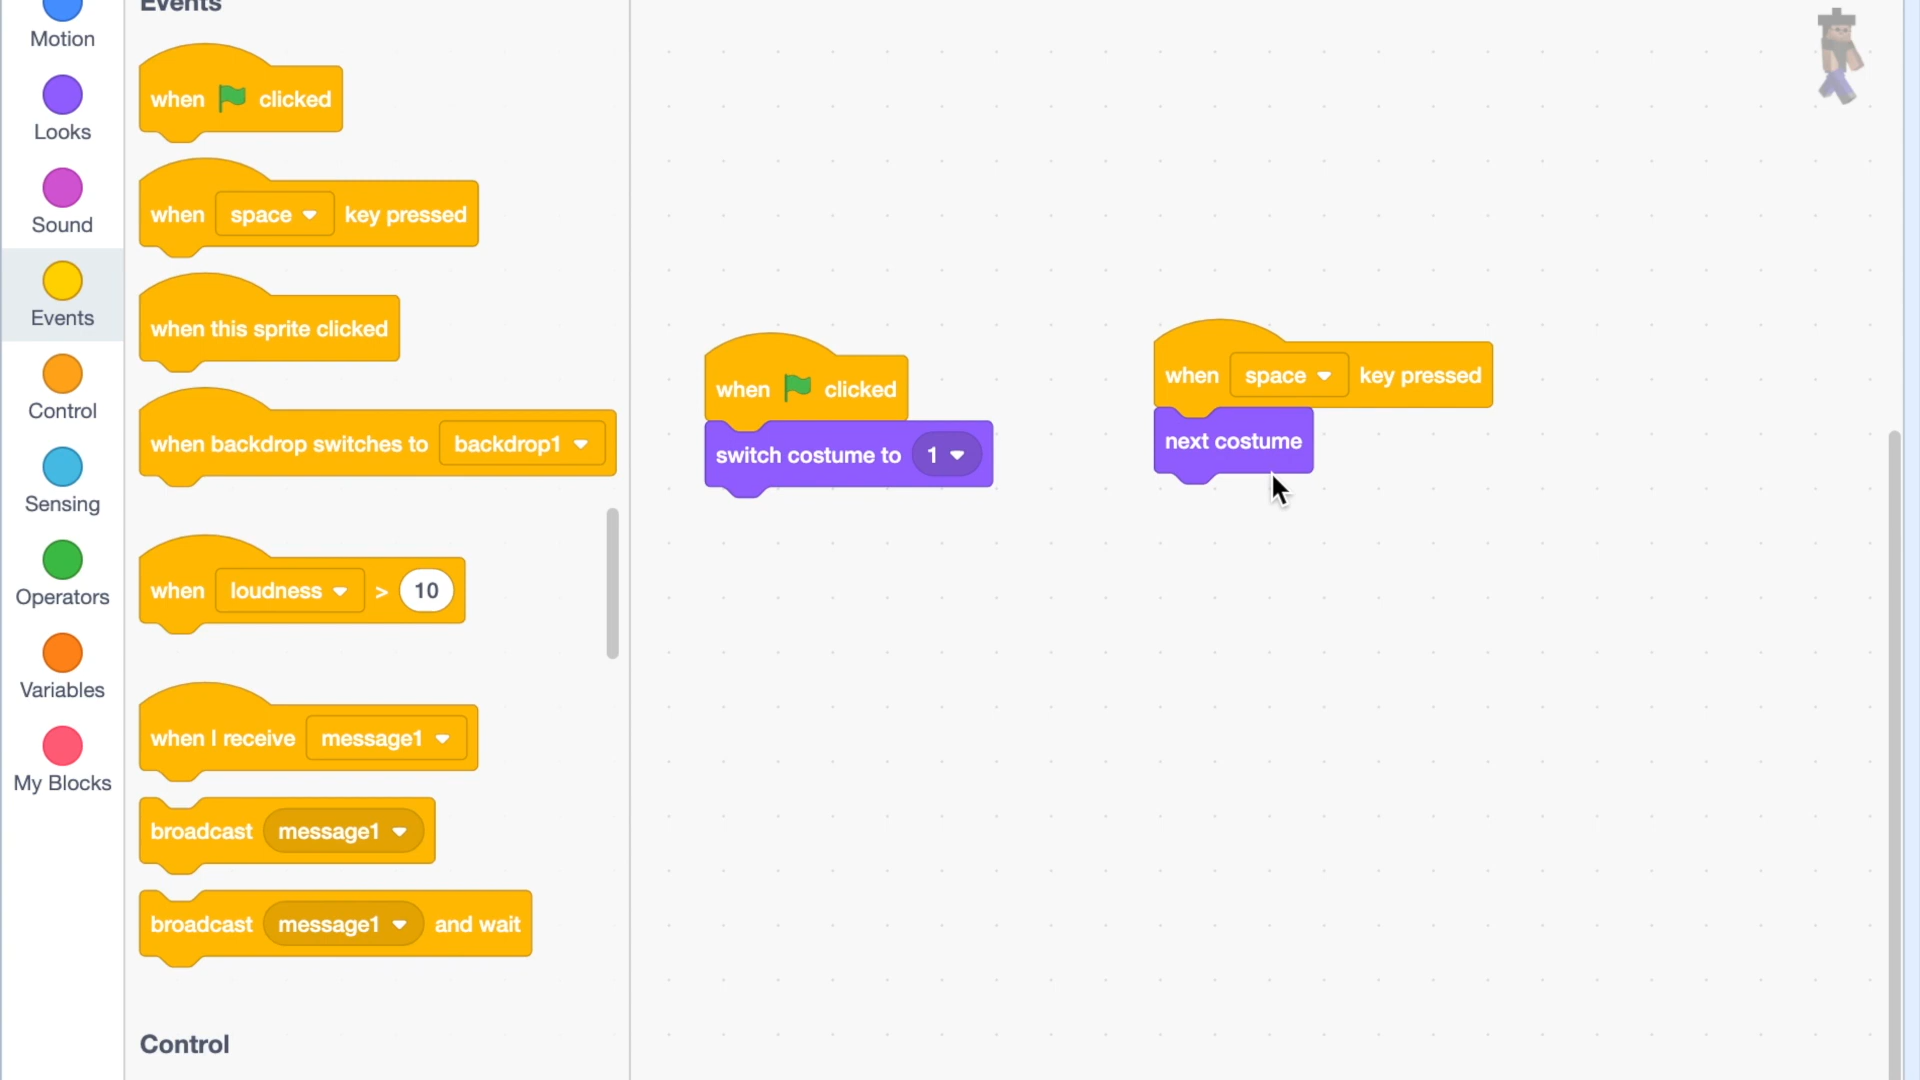 Events
Motion
Looks
Sound
Events
Control
Sensing
Operators
Variables
My Blocks
when clicked
when space key pressed
when this sprite clicked
when backdrop switches to backdrop1
when loudness > 10
when I receive message1
broadcast message1
broadcast message1 and wait
Control
when clicked
switch costume to 1
when space key pressed
next costume